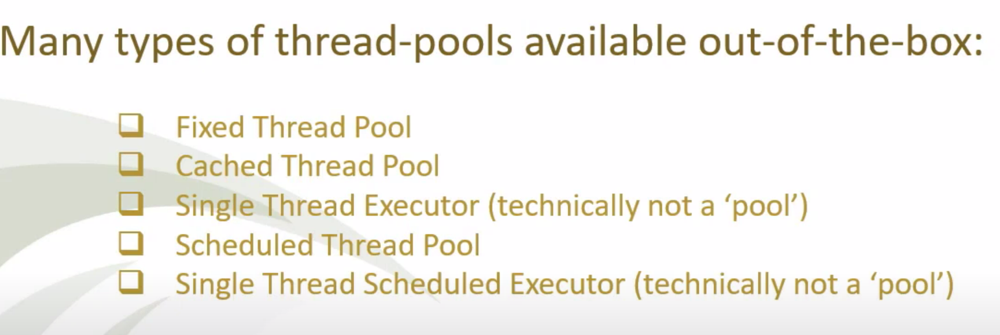 Many types of thread-pools available out-of-the-box:
Fixed Thread Pool
Cached Thread Pool
Single Thread Executor (technically not a ‘pool’)
Scheduled Thread Pool
Single Thread Scheduled Executor (technically not a ‘pool’)